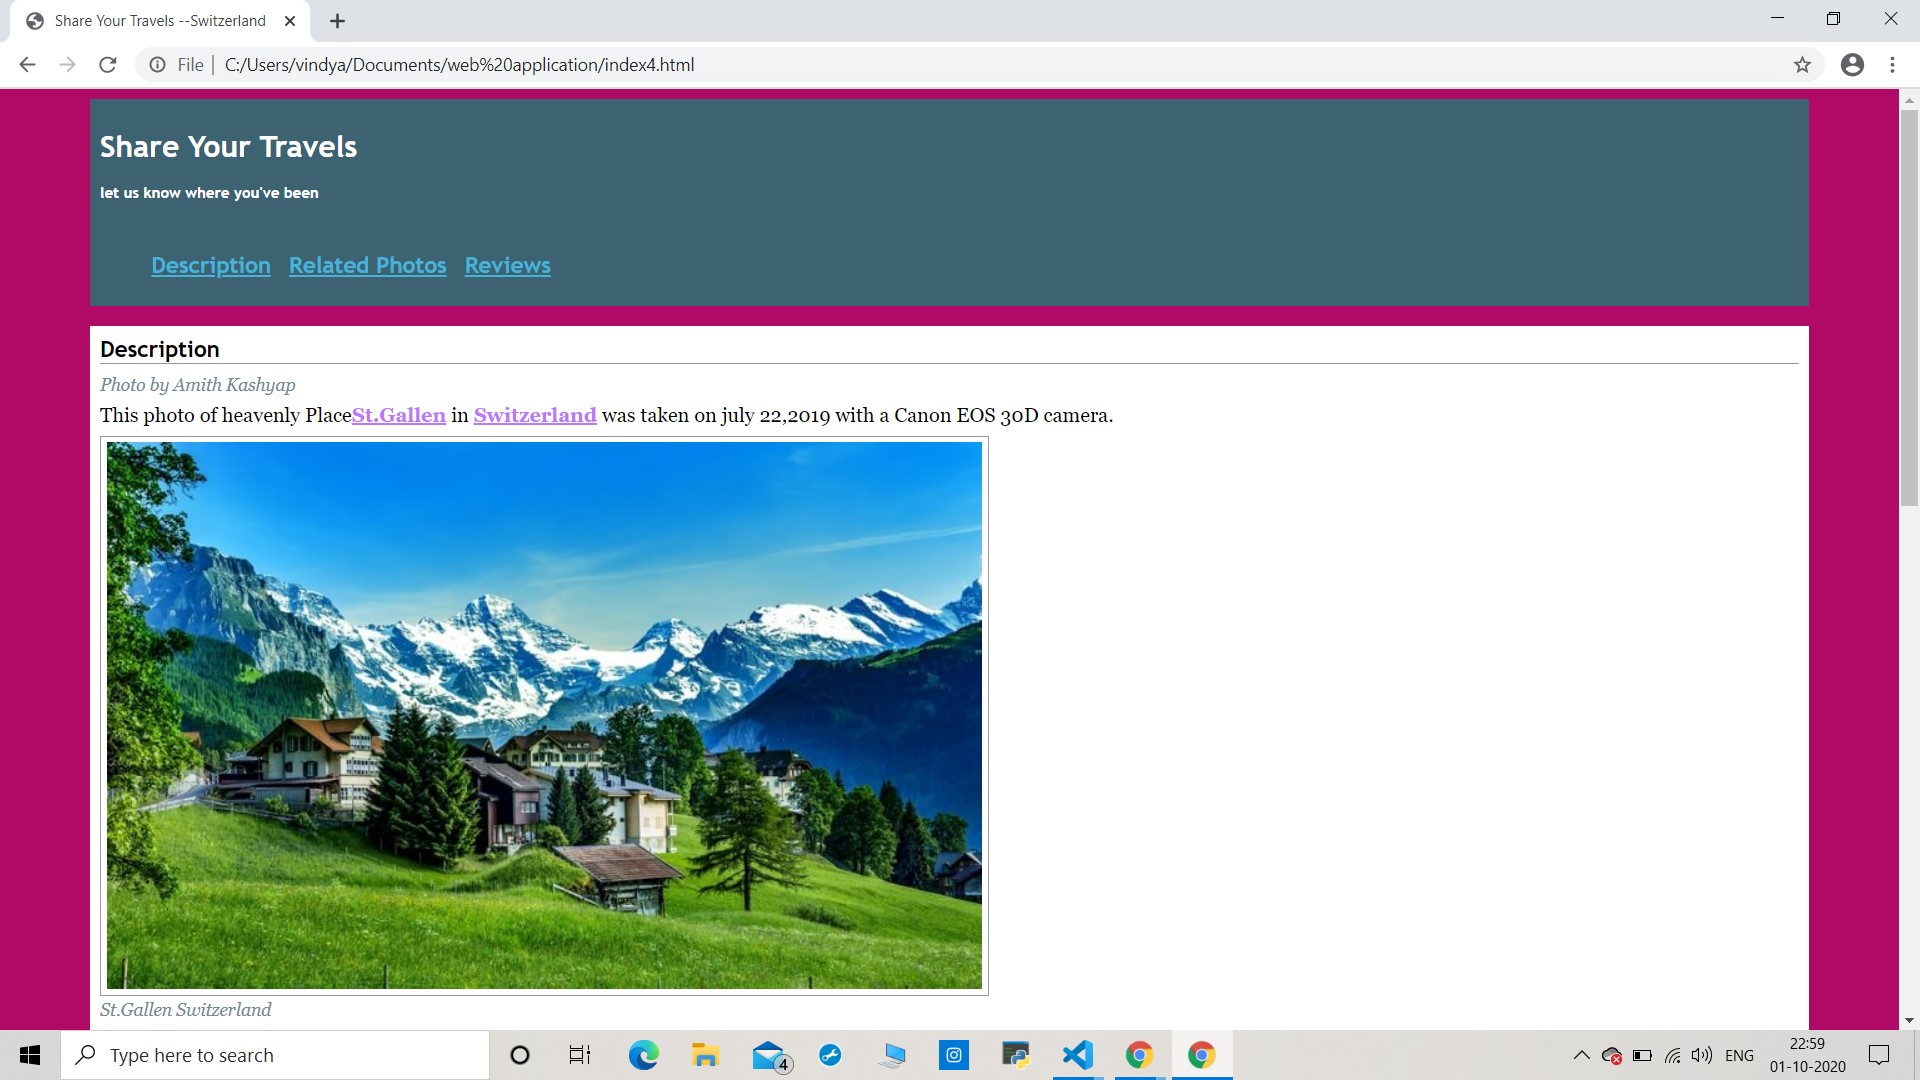 Share Your Travels --Switzerland
File | C:/Users/vindya/Documents/web%20application/index4.html
Share Your Travels
let us know where you've been
Description Related Photos Reviews
Description
Photo by Amith Kashyap
This photo of heavenly PlaceSt.Gallen in Switzerland was taken on july 22,2019 with a Canon EOS 30D camera.
St.Gallen Switzerland
Type here to search
4
ENG
22:59
01-10-2020